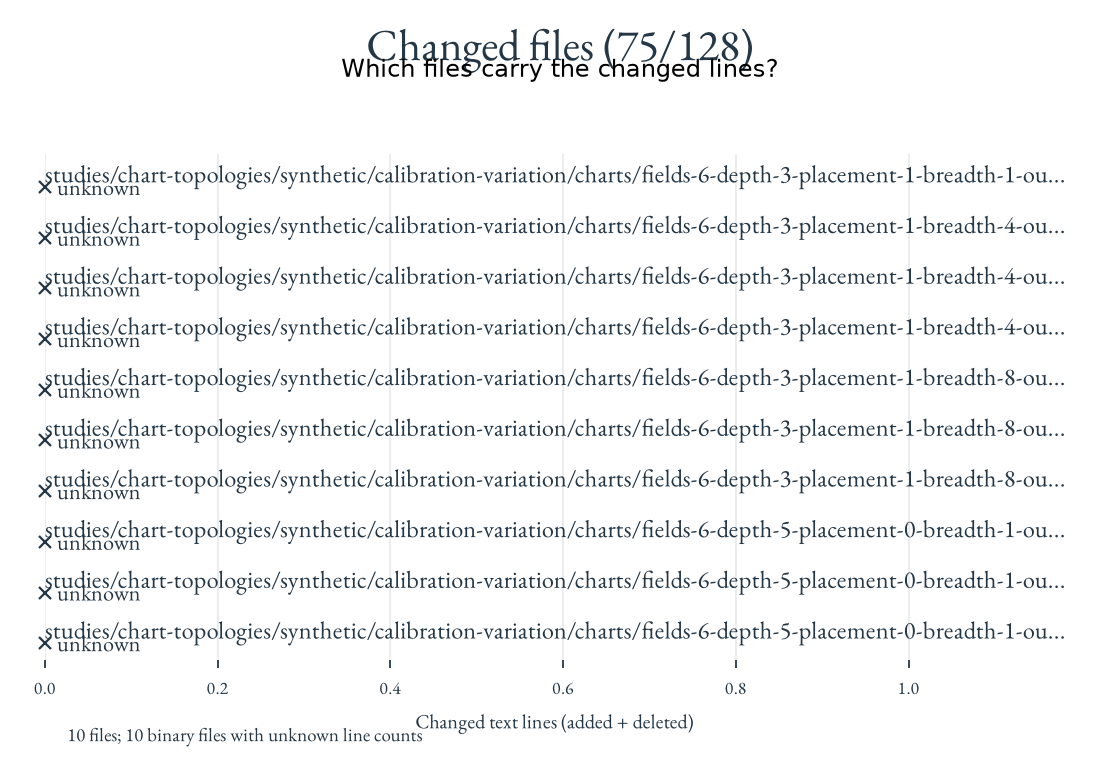 Changed files (75/128)
Which files carry the changed lines?
studies/chart-topologies/synthetic/calibration-variation/charts/fields-6-depth-3-placement-1-breadth-1-ou...
unknown
studies/chart-topologies/synthetic/calibration-variation/charts/fields-6-depth-3-placement-1-breadth-4-ou...
unknown
studies/chart-topologies/synthetic/calibration-variation/charts/fields-6-depth-3-placement-1-breadth-4-ou...
unknown
studies/chart-topologies/synthetic/calibration-variation/charts/fields-6-depth-3-placement-1-breadth-4-ou...
unknown
studies/chart-topologies/synthetic/calibration-variation/charts/fields-6-depth-3-placement-1-breadth-8-ou...
unknown
studies/chart-topologies/synthetic/calibration-variation/charts/fields-6-depth-3-placement-1-breadth-8-ou...
unknown
studies/chart-topologies/synthetic/calibration-variation/charts/fields-6-depth-3-placement-1-breadth-8-ou...
unknown
studies/chart-topologies/synthetic/calibration-variation/charts/fields-6-depth-5-placement-0-breadth-1-ou...
unknown
studies/chart-topologies/synthetic/calibration-variation/charts/fields-6-depth-5-placement-0-breadth-1-ou...
unknown
studies/chart-topologies/synthetic/calibration-variation/charts/fields-6-depth-5-placement-0-breadth-1-ou...
unknown
0.0 0.2 0.4 0.6 0.8 1.0
Changed text lines (added + deleted)
10 files; 10 binary files with unknown line counts